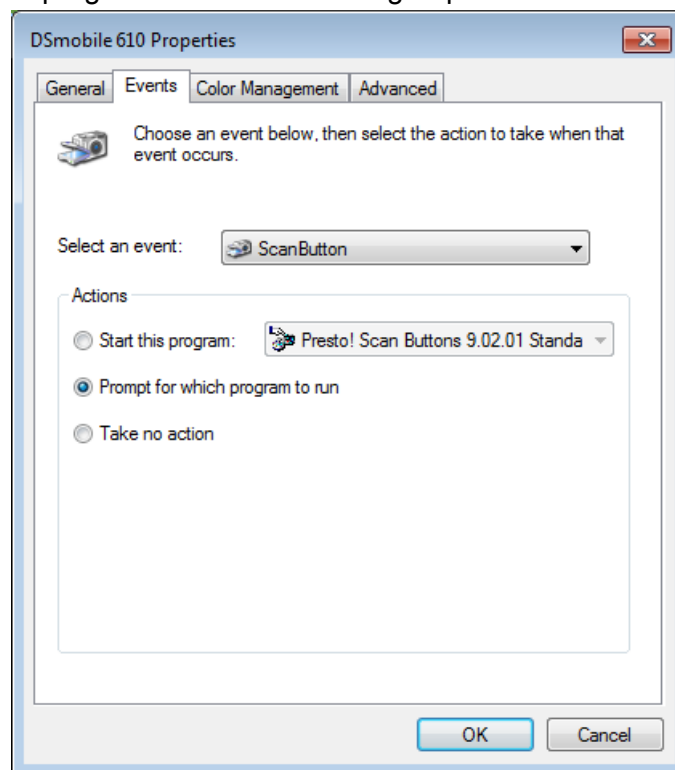 DSmobile 610 Properties
General Events Color Management Advanced
Choose an event below, then select the action to take when that
event occurs.
Select an event: ScanButton
Actions
Start this program: Presto! Scan Buttons 9.02.01 Standa
Prompt for which program to run
Take no action
OK Cancel